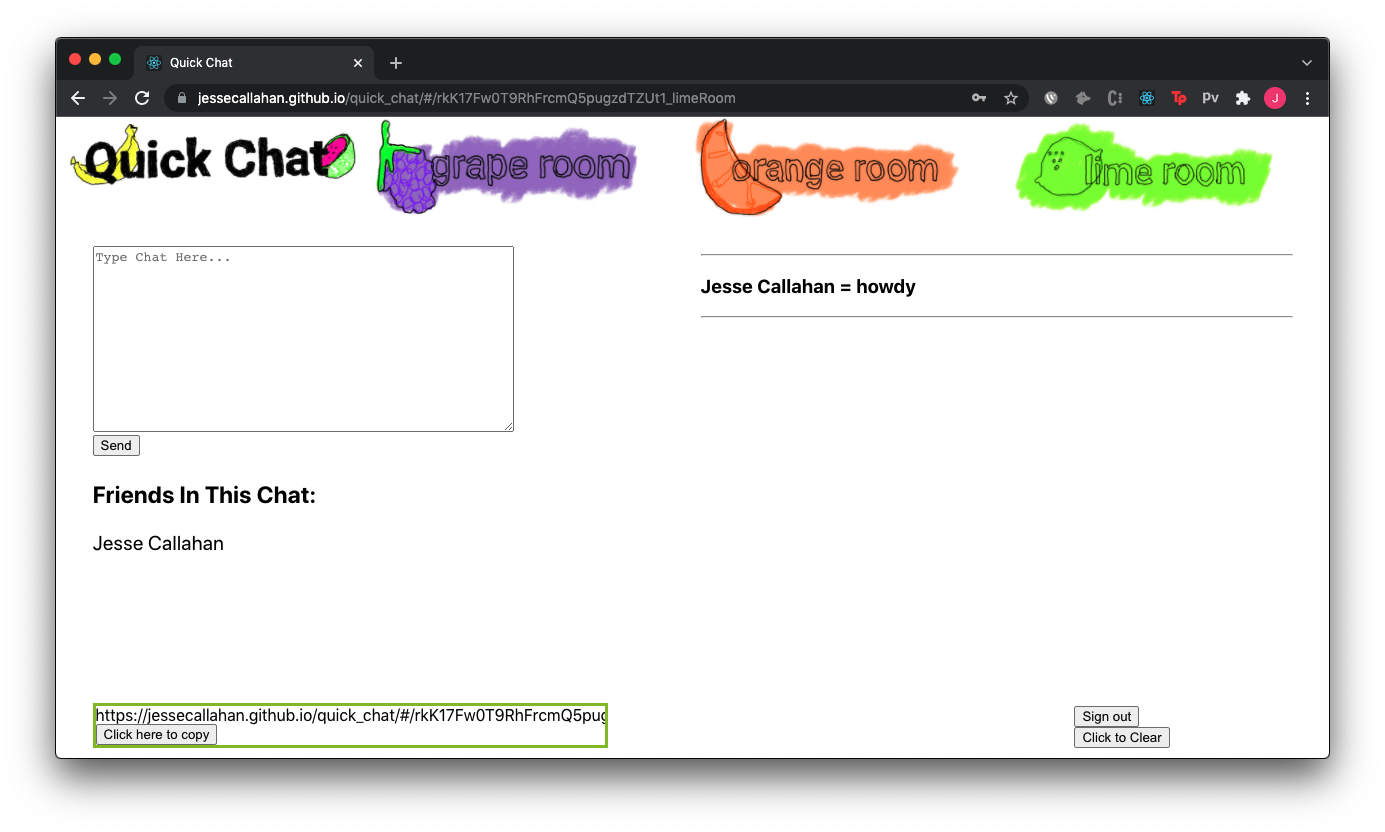 Quick Chat
jessecallahan.github.io/quick_chat/#/rkK17Fw0T9RhFrcmQ5pugzdTZUt1_limeRoom
Tp
Pv
J
Quick Chat
grape room
orange room
lime room
Type Chat Here...
Send
Jesse Callahan = howdy
Friends In This Chat:
Jesse Callahan
https://jessecallahan.github.io/quick_chat/#/rkK17Fw0T9RhFrcmQ5pug
Click here to copy
Sign out
Click to Clear